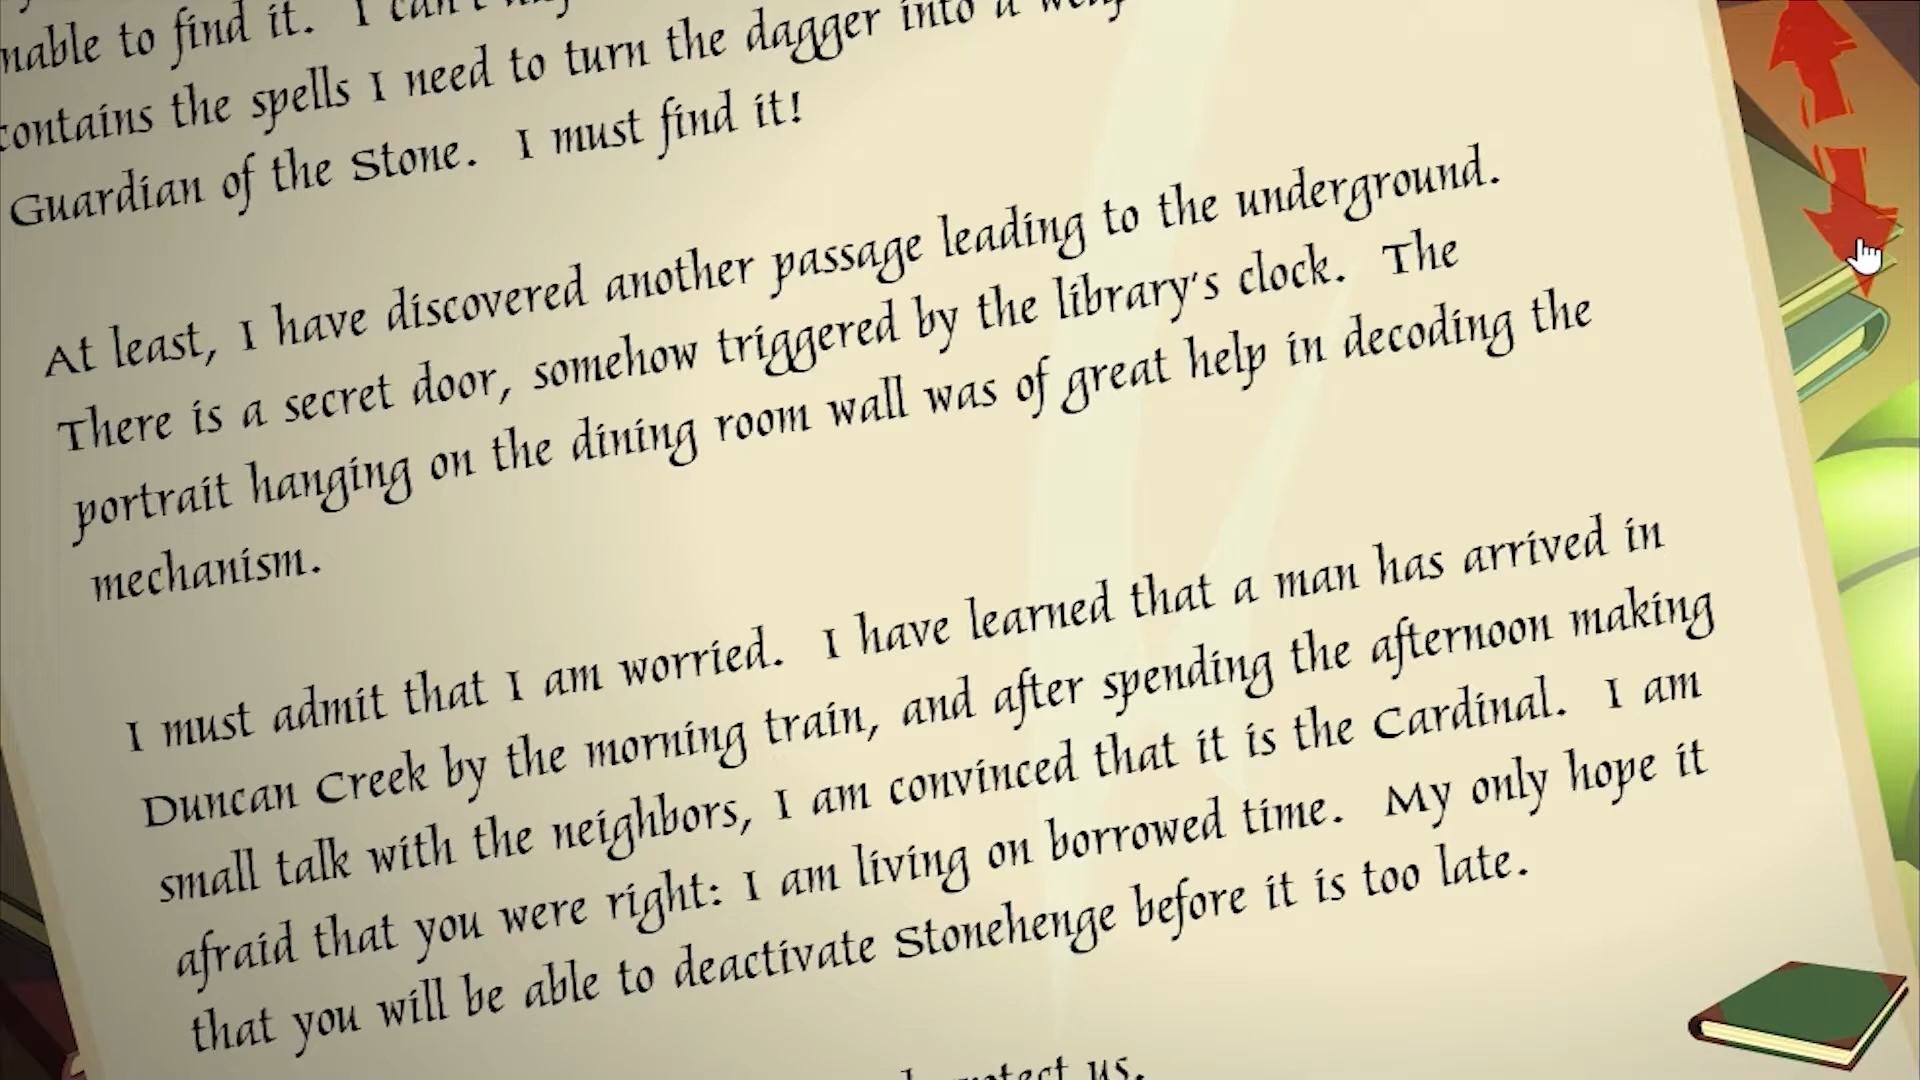 to find it. I can't
contains the spells I need to turn the dagger into a
Guardian of the Stone. I must find it!
At least, I have discovered another passage leading to the underground.
There is a secret door, somehow triggered by the library's clock. The
portrait hanging on the dining room wall was of great help in decoding the
mechanism.
I must admit that I am worried. I have learned that a man has arrived in
Duncan Creek by the morning train, and after spending the afternoon making
small talk with the neighbors, I am convinced that it is the Cardinal. I am
afraid that you were right: I am living on borrowed time. My only hope it
that you will be able to deactivate Stonehenge before it is too late.
us.